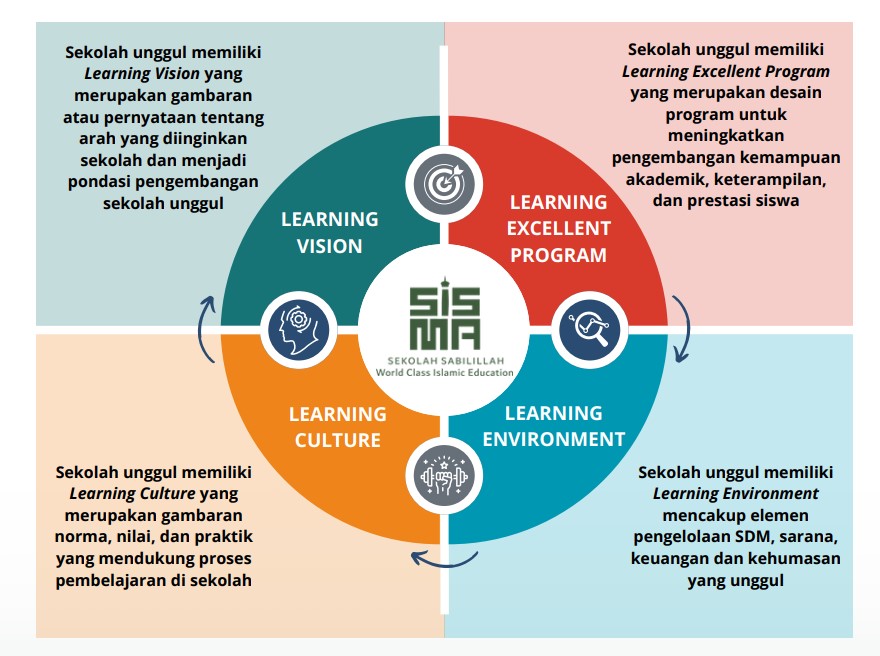 Sekolah unggul memiliki
Learning Vision yang
merupakan gambaran
atau pernyataan tentang
arah yang diinginkan
sekolah dan menjadi
pondasi pengembangan
sekolah unggul
Sekolah unggul memiliki
Learning Excellent Program
yang merupakan desain
program untuk
meningkatkan
pengembangan kemampuan
akademik, keterampilan,
dan prestasi siswa
LEARNING
VISION
LEARNING
EXCELLENT
PROGRAM
SISMA
SEKOLAH SABILILLAH
World Class Islamic Education
LEARNING
CULTURE
LEARNING
ENVIRONMENT
Sekolah unggul memiliki
Learning Culture yang
merupakan gambaran
norma, nilai, dan praktik
yang mendukung proses
pembelajaran di sekolah
Sekolah unggul memiliki
Learning Environment
mencakup elemen
pengelolaan SDM, sarana,
keuangan dan kehumasan
yang unggul